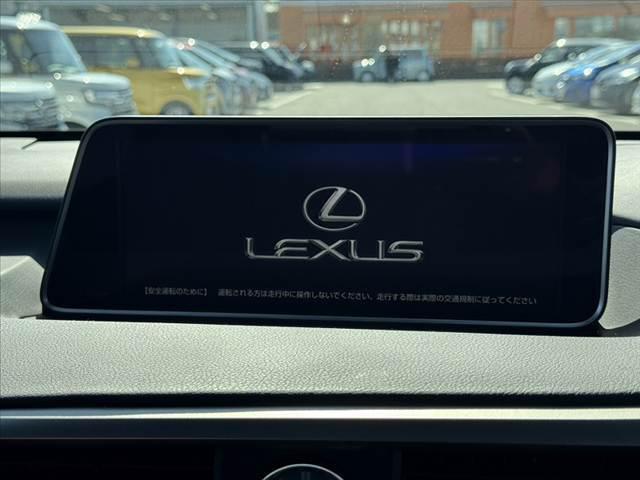 LEXUS
【安全運転のために】 運転される方は走行中に操作しないでください。走行する際は実際の交通規制に従ってください